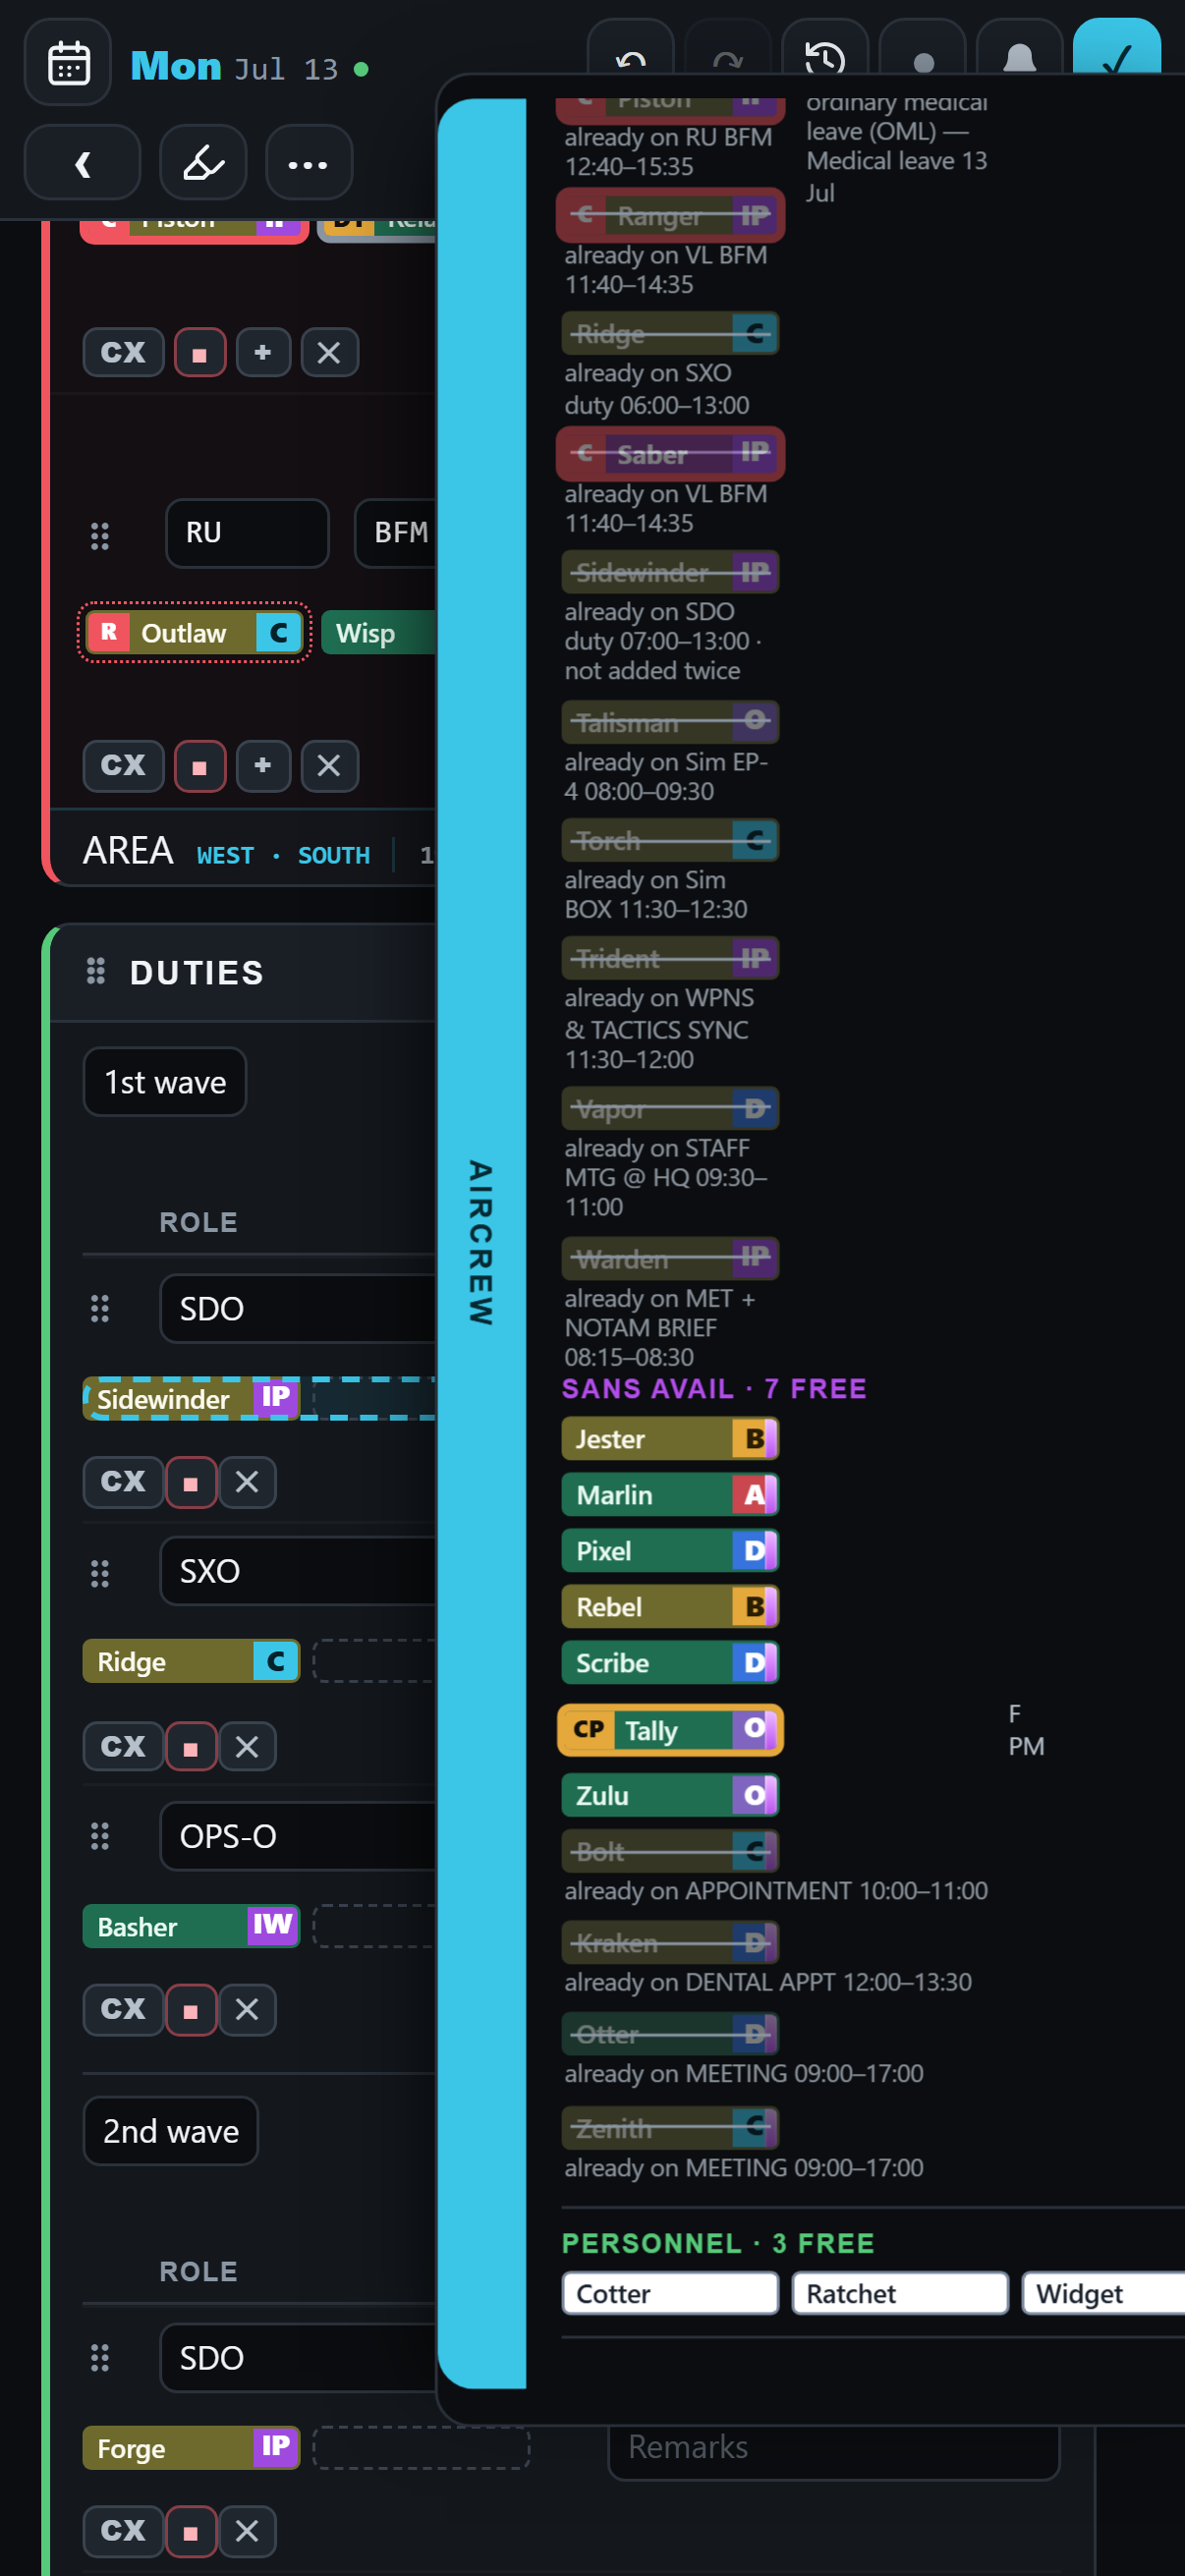 Mon Jul 13
C Piston
C Piston
already on RU BFM
12:40–15:35
ordinary medical
leave (OML) —
Medical leave 13
Jul
C Ranger IP
already on VL BFM
11:40–14:35
CX
Ridge C
already on SXO
duty 06:00–13:00
C Saber IP
already on VL BFM
11:40–14:35
RU BFM
Sidewinder IP
already on SDO
duty 07:00–13:00 ·
not added twice
R Outlaw C Wisp
Talisman O
already on Sim EP-
4 08:00–09:30
CX
Torch C
already on Sim
BOX 11:30–12:30
AREA WEST · SOUTH
Trident IP
already on WPNS
& TACTICS SYNC
11:30–12:00
DUTIES
1st wave
Vapor D
already on STAFF
MTG @ HQ 09:30–
11:00
AIRCREW
ROLE
Warden IP
already on MET +
NOTAM BRIEF
08:15–08:30
SDO
Sidewinder IP
SANS AVAIL · 7 FREE
Jester B
CX
Marlin A
Pixel D
SXO
Rebel B
Ridge C
Scribe D
CX
CP Tally O
F
PM
Zulu O
OPS-O
Bolt C
already on APPOINTMENT 10:00–11:00
Basher IW
Kraken D
already on DENTAL APPT 12:00–13:30
CX
Otter D
already on MEETING 09:00–17:00
2nd wave
Zenith C
already on MEETING 09:00–17:00
ROLE
PERSONNEL · 3 FREE
Cotter Ratchet Widget
SDO
Forge IP
Remarks
CX